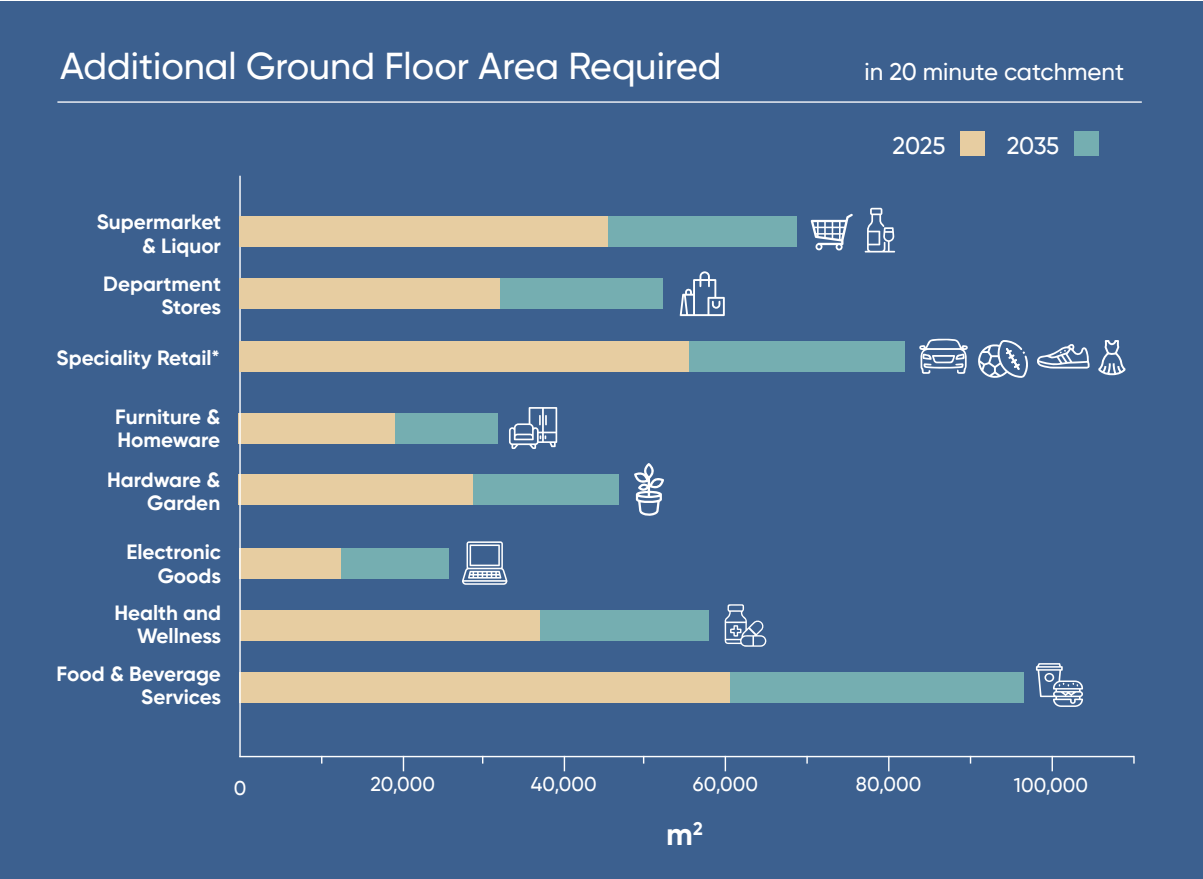 Additional Ground Floor Area Required
in 20 minute catchment
2025
2035
Supermarket
& Liquor
Department
Stores
Speciality Retail*
Furniture &
Homeware
Hardware &
Garden
Electronic
Goods
Health and
Wellness
Food & Beverage
Services
0
20,000
40,000
60,000
80,000
100,000
m²